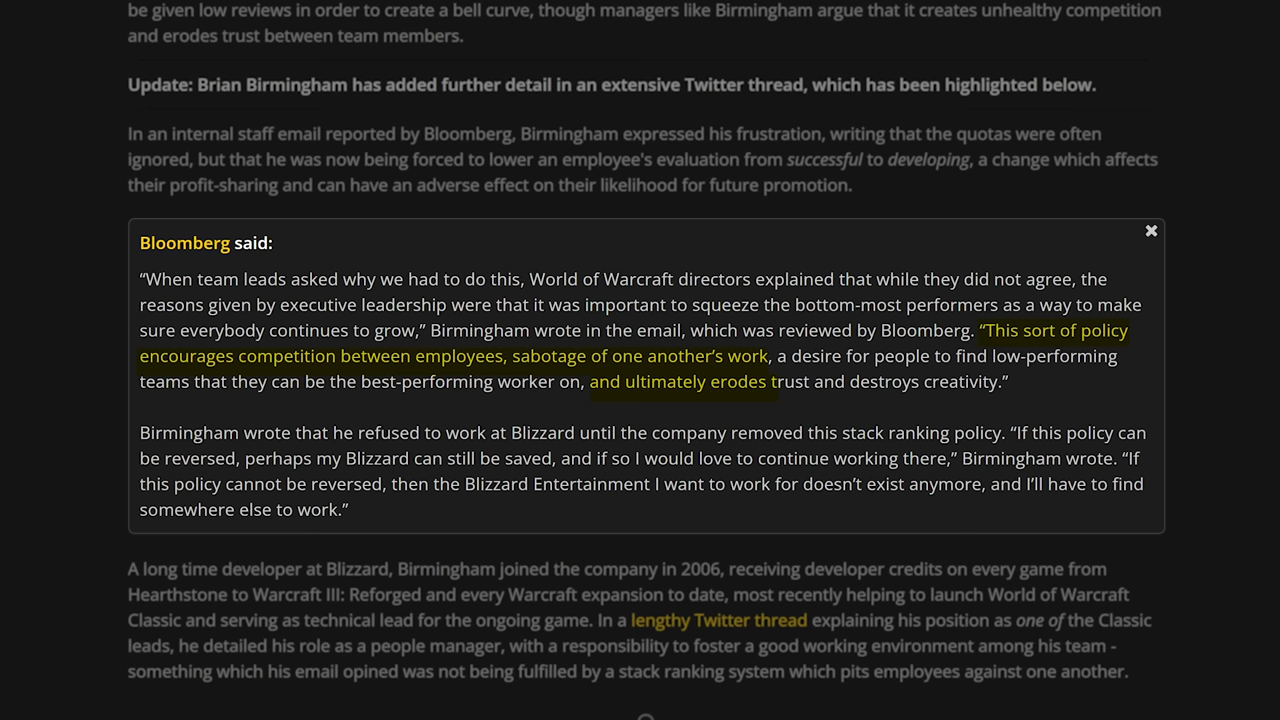 be given low reviews in order to create a bell curve, though managers like Birmingham argue that it creates unhealthy competition
and erodes trust between team members.
Update: Brian Birmingham has added further detail in an extensive Twitter thread, which has been highlighted below.
In an internal staff email reported by Bloomberg, Birmingham expressed his frustration, writing that the quotas were often
ignored, but that he was now being forced to lower an employee's evaluation from successful to developing, a change which affects
their profit-sharing and can have an adverse effect on their likelihood for future promotion.
Bloomberg said:
“When team leads asked why we had to do this, World of Warcraft directors explained that while they did not agree, the
reasons given by executive leadership were that it was important to squeeze the bottom-most performers as a way to make
sure everybody continues to grow,” Birmingham wrote in the email, which was reviewed by Bloomberg. “This sort of policy
encourages competition between employees, sabotage of one another’s work, a desire for people to find low-performing
teams that they can be the best-performing worker on, and ultimately erodes trust and destroys creativity.”
Birmingham wrote that he refused to work at Blizzard until the company removed this stack ranking policy. “If this policy can
be reversed, perhaps my Blizzard can still be saved, and if so I would love to continue working there,” Birmingham wrote. “If
this policy cannot be reversed, then the Blizzard Entertainment I want to work for doesn’t exist anymore, and I’ll have to find
somewhere else to work.”
A long time developer at Blizzard, Birmingham joined the company in 2006, receiving developer credits on every game from
Hearthstone to Warcraft III: Reforged and every Warcraft expansion to date, most recently helping to launch World of Warcraft
Classic and serving as technical lead for the ongoing game. In a lengthy Twitter thread explaining his position as one of the Classic
leads, he detailed his role as a people manager, with a responsibility to foster a good working environment among his team -
something which his email opined was not being fulfilled by a stack ranking system which pits employees against one another.